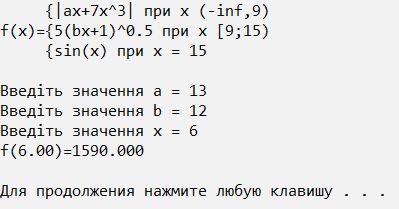 {|ax+7x^3| при x (-inf,9)
f(x)={5(bx+1)^0.5 при x [9;15)
{sin(x) при x = 15
Введіть значення a = 13
Введіть значення b = 12
Введіть значення x = 6
f(6.00)=1590.000
Для продолжения нажмите любую клавишу . . .